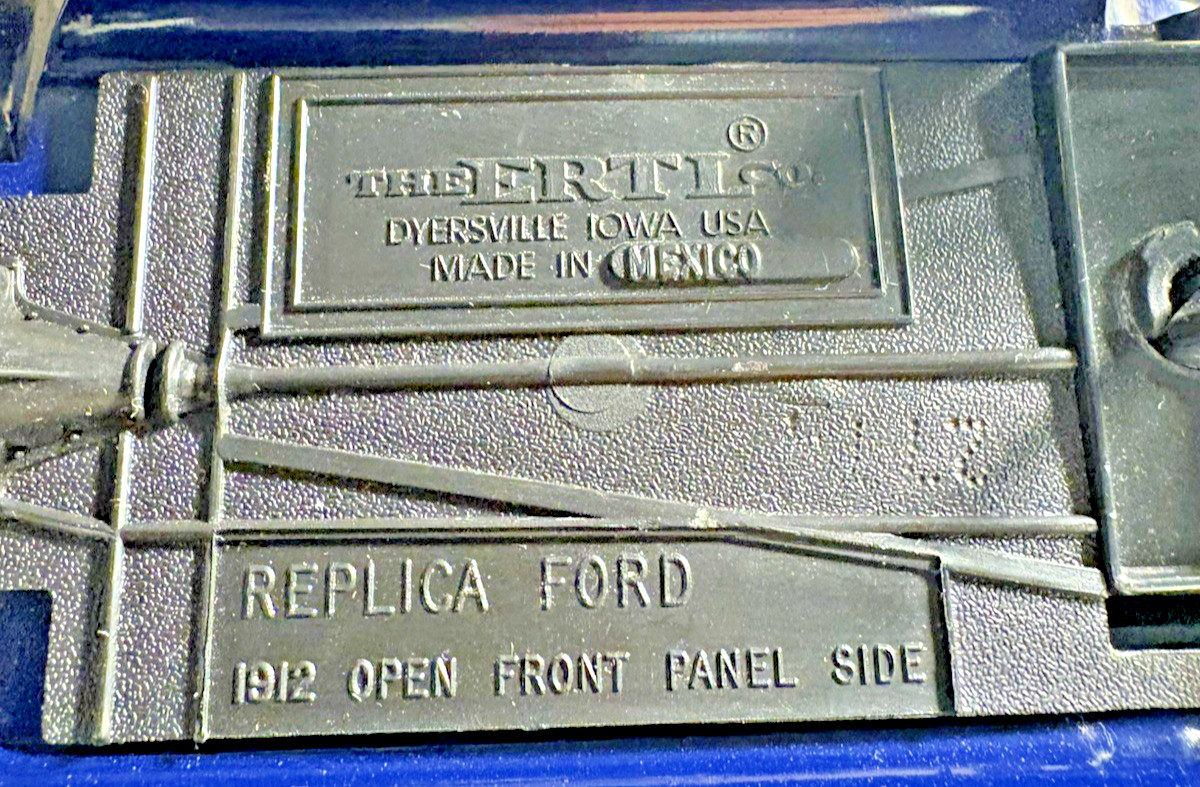 ®
THE ERTL CO.
DYERSVILLE IOWA USA
MADE IN MEXICO
REPLICA FORD
1912 OPEN FRONT PANEL SIDE